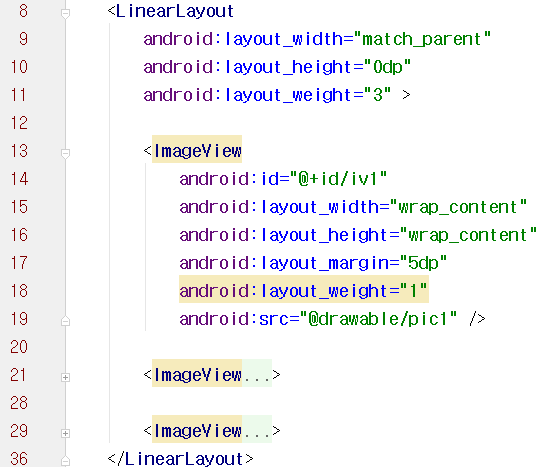 8 <LinearLayout
9 android:layout_width="match_parent"
10 android:layout_height="0dp"
11 android:layout_weight="3" >
12
13 <ImageView
14 android:id="@+id/iv1"
15 android:layout_width="wrap_content"
16 android:layout_height="wrap_content"
17 android:layout_margin="5dp"
18 android:layout_weight="1"
19 android:src="@drawable/pic1" />
20
21 <ImageView...>
28
29 <ImageView...>
36 </LinearLayout>